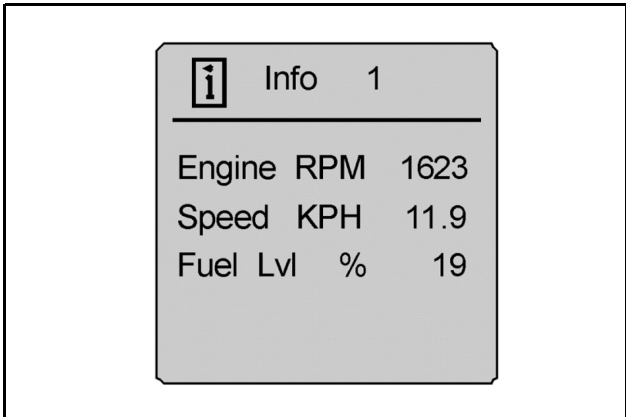 i Info 1
Engine RPM 1623
Speed KPH 11.9
Fuel Lvl % 19